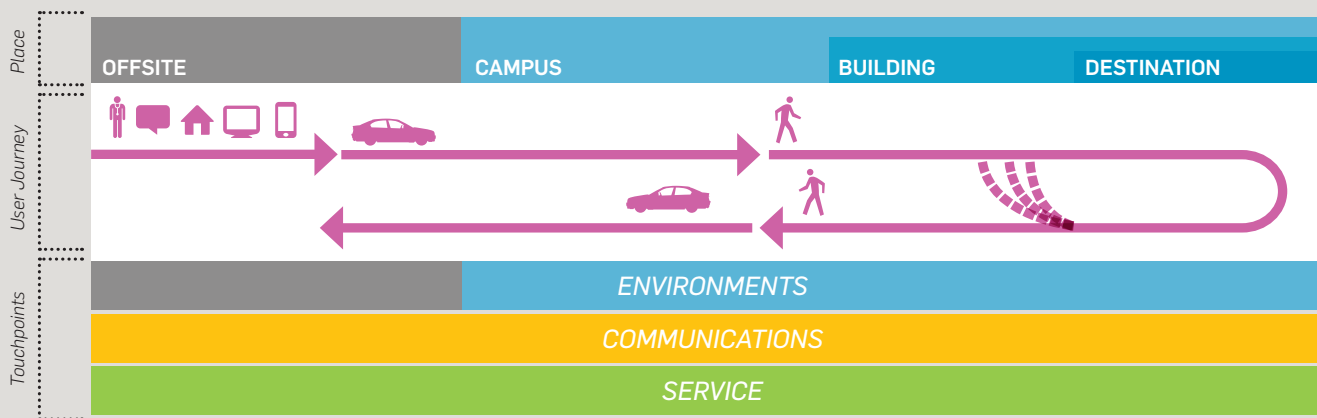 Place
OFFSITE
CAMPUS
BUILDING
DESTINATION
User Journey
Touchpoints
ENVIRONMENTS
COMMUNICATIONS
SERVICE